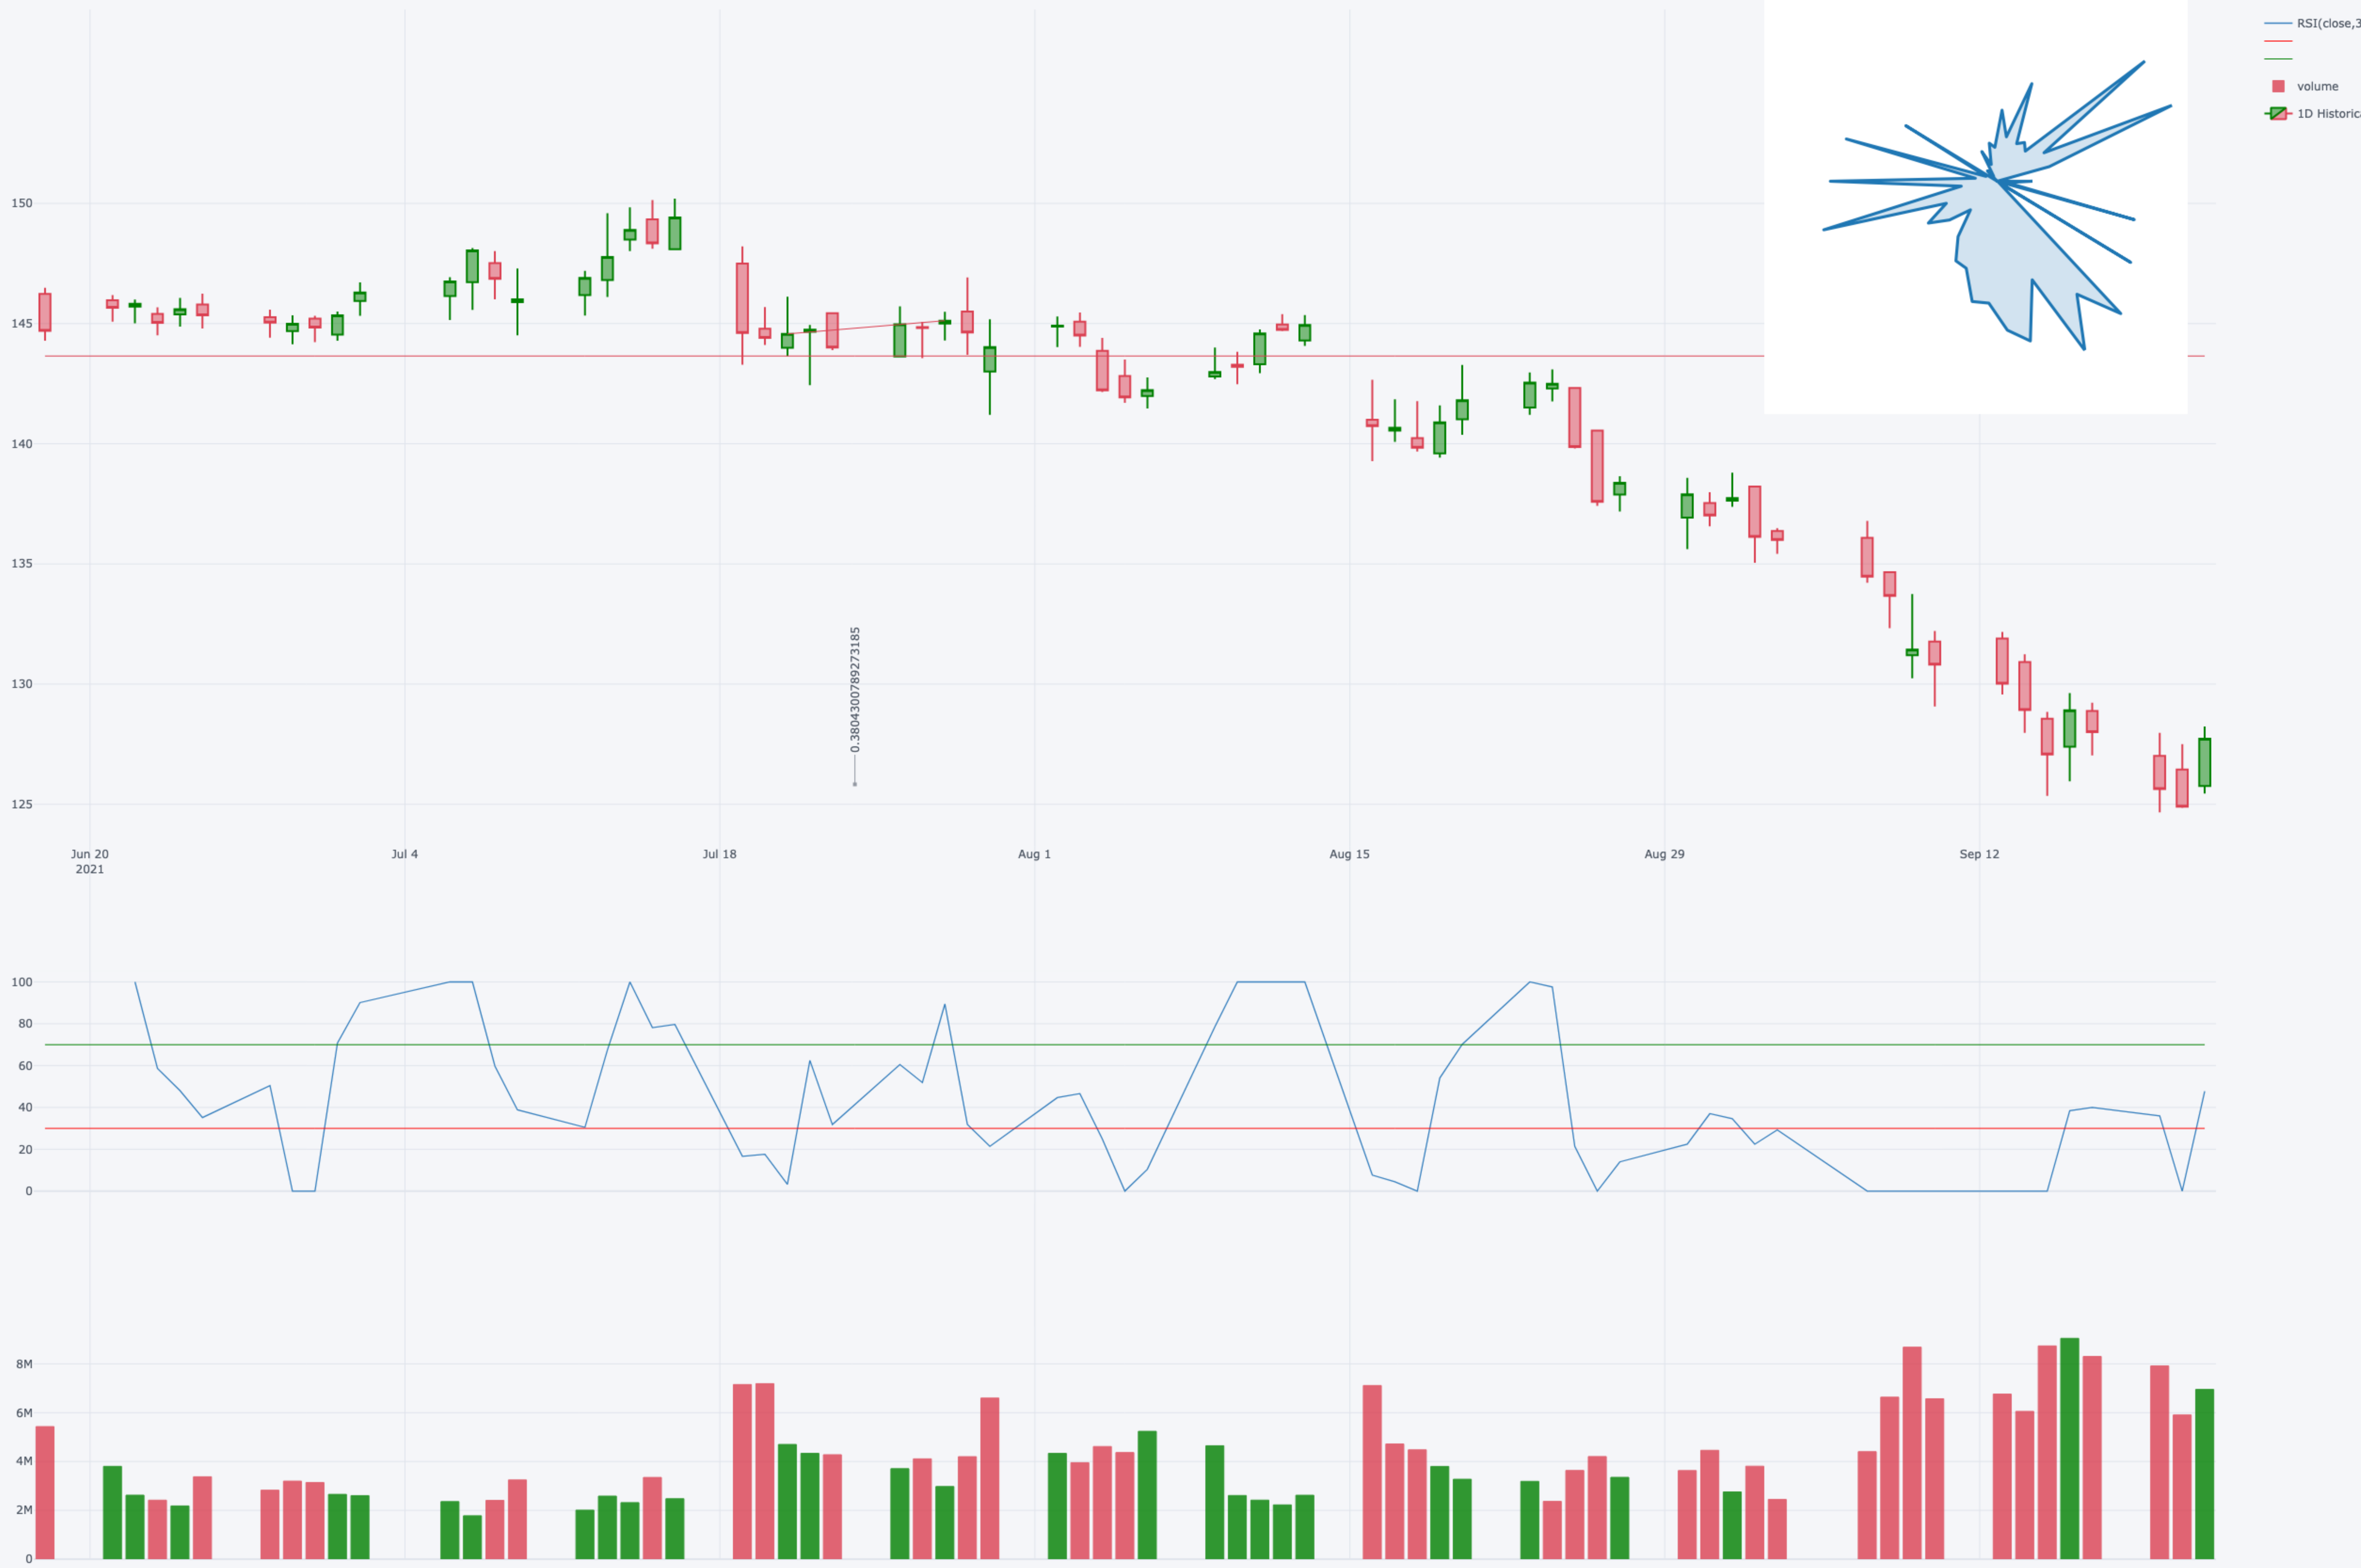 RSI(close,3
volume
1D Historica
150
145
140
135
130
125
0.3804300789273185
Jun 20
2021
Jul 4
Jul 18
Aug 1
Aug 15
Aug 29
Sep 12
100
80
60
40
20
0
8M
6M
4M
2M
0